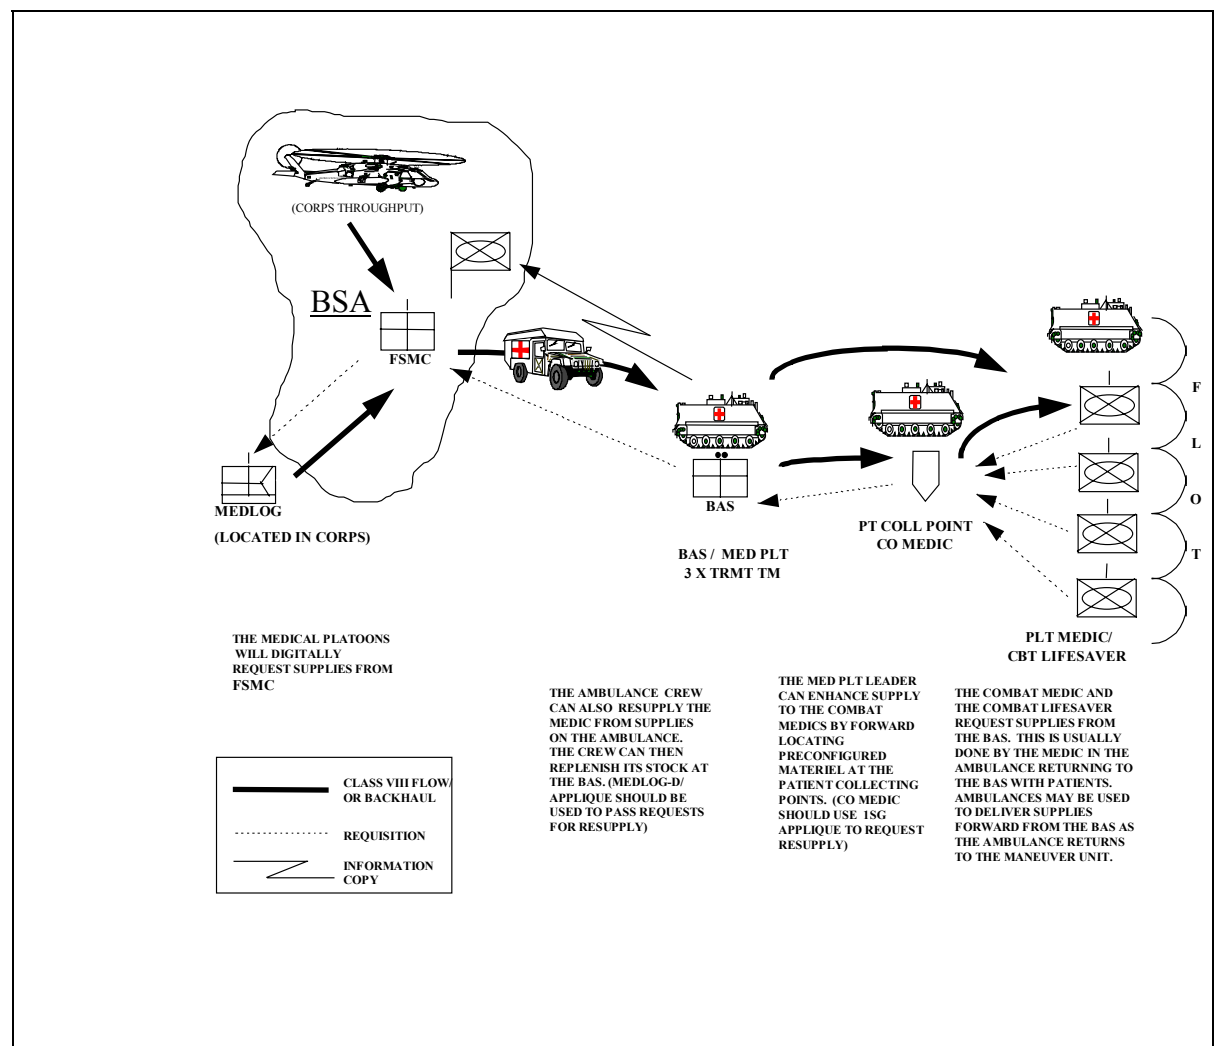 (CORPS THROUGHPUT)
BSA
FSMC
MEDLOG
(LOCATED IN CORPS)
BAS
BAS / MED PLT
3 X TRMT TM
PT COLL POINT
CO MEDIC
F
L
O
T
PLT MEDIC/
CBT LIFESAVER
THE MEDICAL PLATOONS
WILL DIGITALLY
REQUEST SUPPLIES FROM
FSMC
THE AMBULANCE CREW
CAN ALSO RESUPPLY THE
MEDIC FROM SUPPLIES
ON THE AMBULANCE.
THE CREW CAN THEN
REPLENISH ITS STOCK AT
THE BAS. (MEDLOG-D/
APPLIQUE SHOULD BE
USED TO PASS REQUESTS
FOR RESUPPLY)
THE MED PLT LEADER
CAN ENHANCE SUPPLY
TO THE COMBAT
MEDICS BY FORWARD
LOCATING
PRECONFIGURED
MATERIEL AT THE
PATIENT COLLECTING
POINTS. (CO MEDIC
SHOULD USE 1SG
APPLIQUE TO REQUEST
RESUPPLY)
THE COMBAT MEDIC AND
THE COMBAT LIFESAVER
REQUEST SUPPLIES FROM
THE BAS. THIS IS USUALLY
DONE BY THE MEDIC IN THE
AMBULANCE RETURNING TO
THE BAS WITH PATIENTS.
AMBULANCES MAY BE USED
TO DELIVER SUPPLIES
FORWARD FROM THE BAS AS
THE AMBULANCE RETURNS
TO THE MANEUVER UNIT.
CLASS VIII FLOW/
OR BACKHAUL
REQUISITION
INFORMATION
COPY